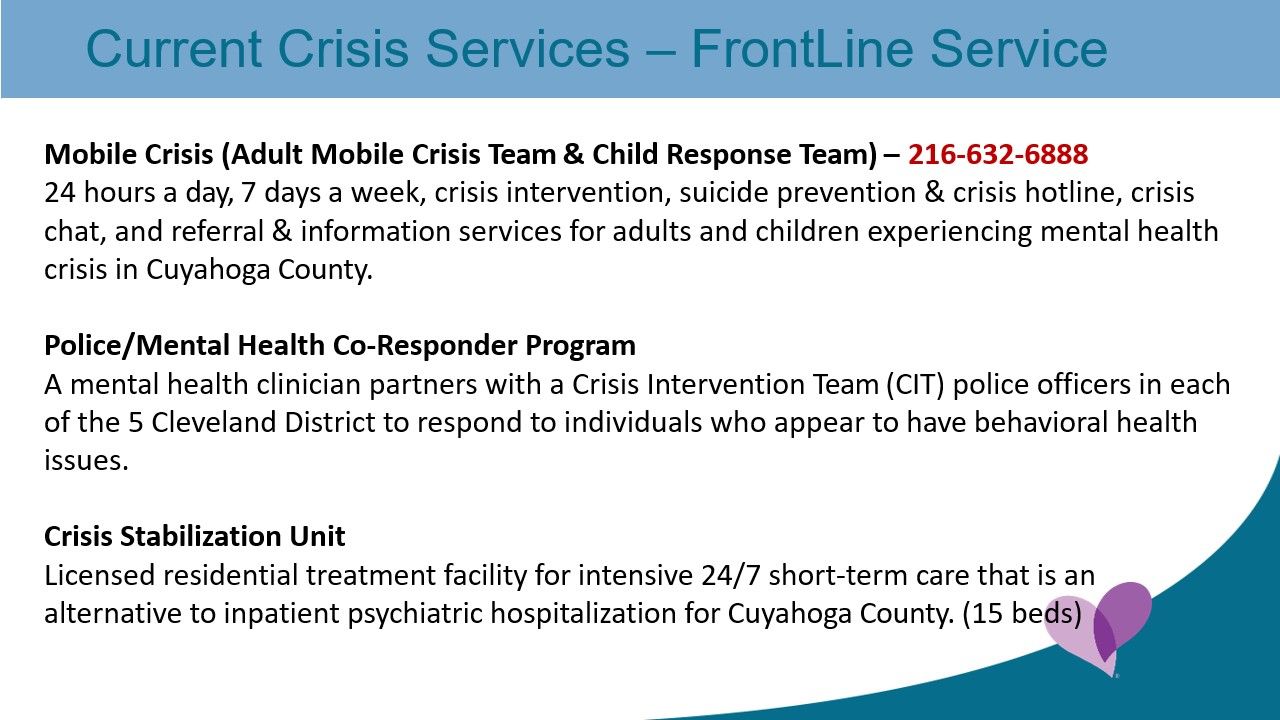 Current Crisis Services – FrontLine Service
Mobile Crisis (Adult Mobile Crisis Team & Child Response Team) – 216-632-6888
24 hours a day, 7 days a week, crisis intervention, suicide prevention & crisis hotline, crisis
chat, and referral & information services for adults and children experiencing mental health
crisis in Cuyahoga County.
Police/Mental Health Co-Responder Program
A mental health clinician partners with a Crisis Intervention Team (CIT) police officers in each
of the 5 Cleveland District to respond to individuals who appear to have behavioral health
issues.
Crisis Stabilization Unit
Licensed residential treatment facility for intensive 24/7 short-term care that is an
alternative to inpatient psychiatric hospitalization for Cuyahoga County. (15 beds)